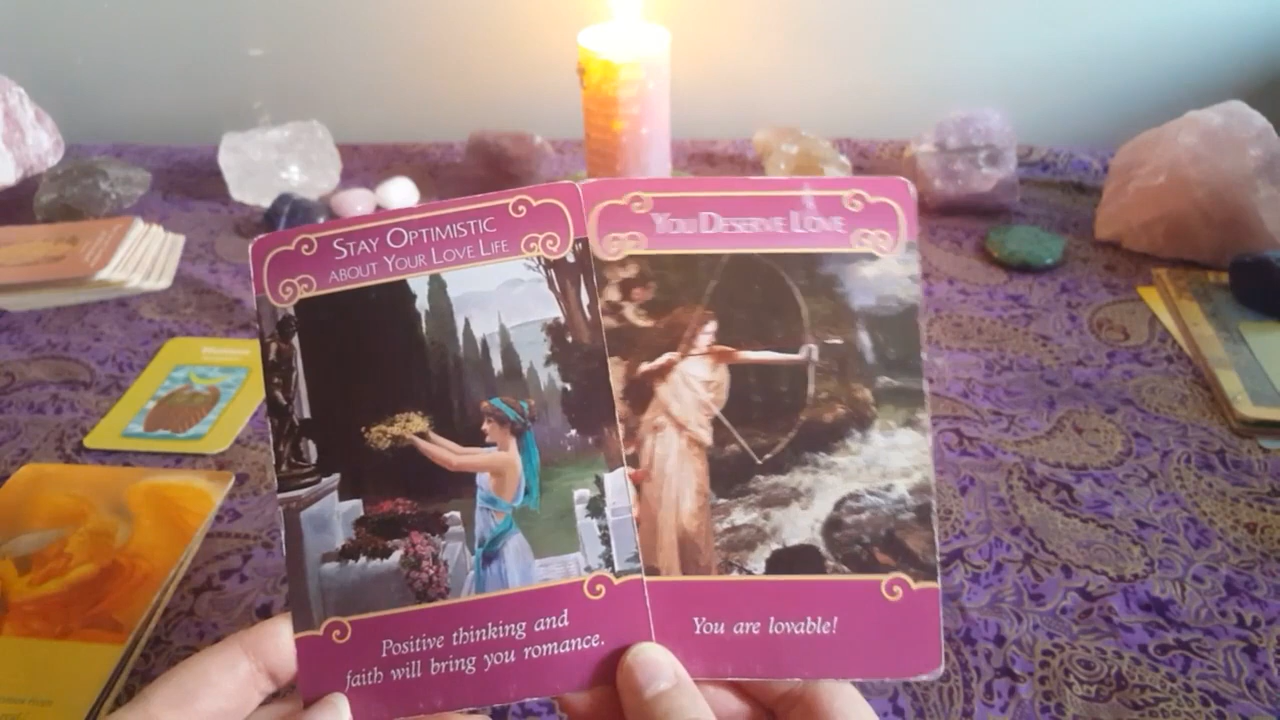 STAY OPTIMISTIC
ABOUT YOUR LOVE LIFE
Positive thinking and
faith will bring you romance.
YOU DESERVE LOVE
You are lovable!